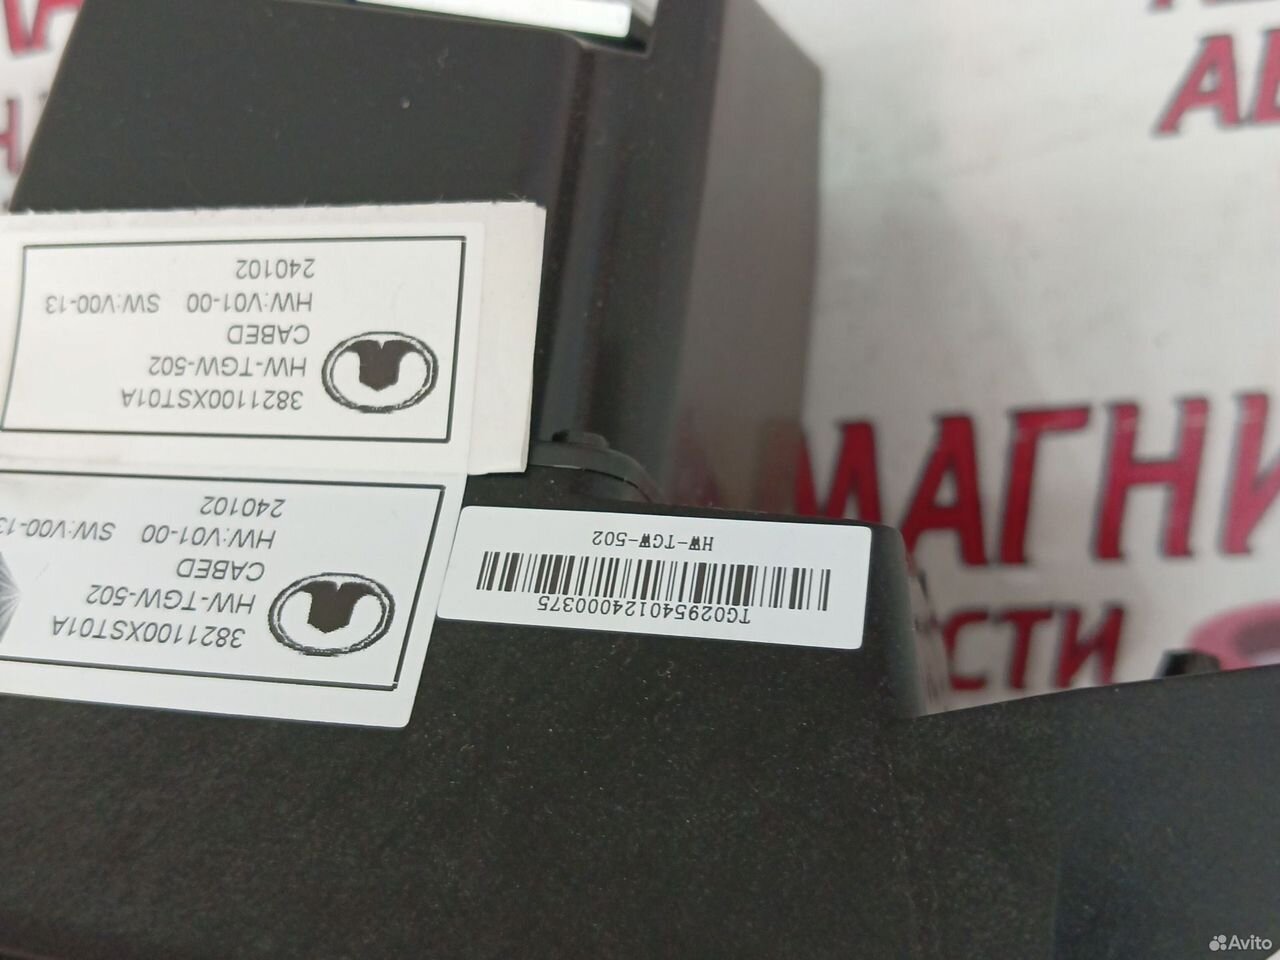 3821100XST01A
HW-TGW-502
CABED
HW:V01-00 SW:V00-13
240102
3821100XST01A
HW-TGW-502
CABED
HW:V01-00 SW:V00-13
240102
TG029540124000375
HW-TGW-502
МАГНИ
СТИ
Avito